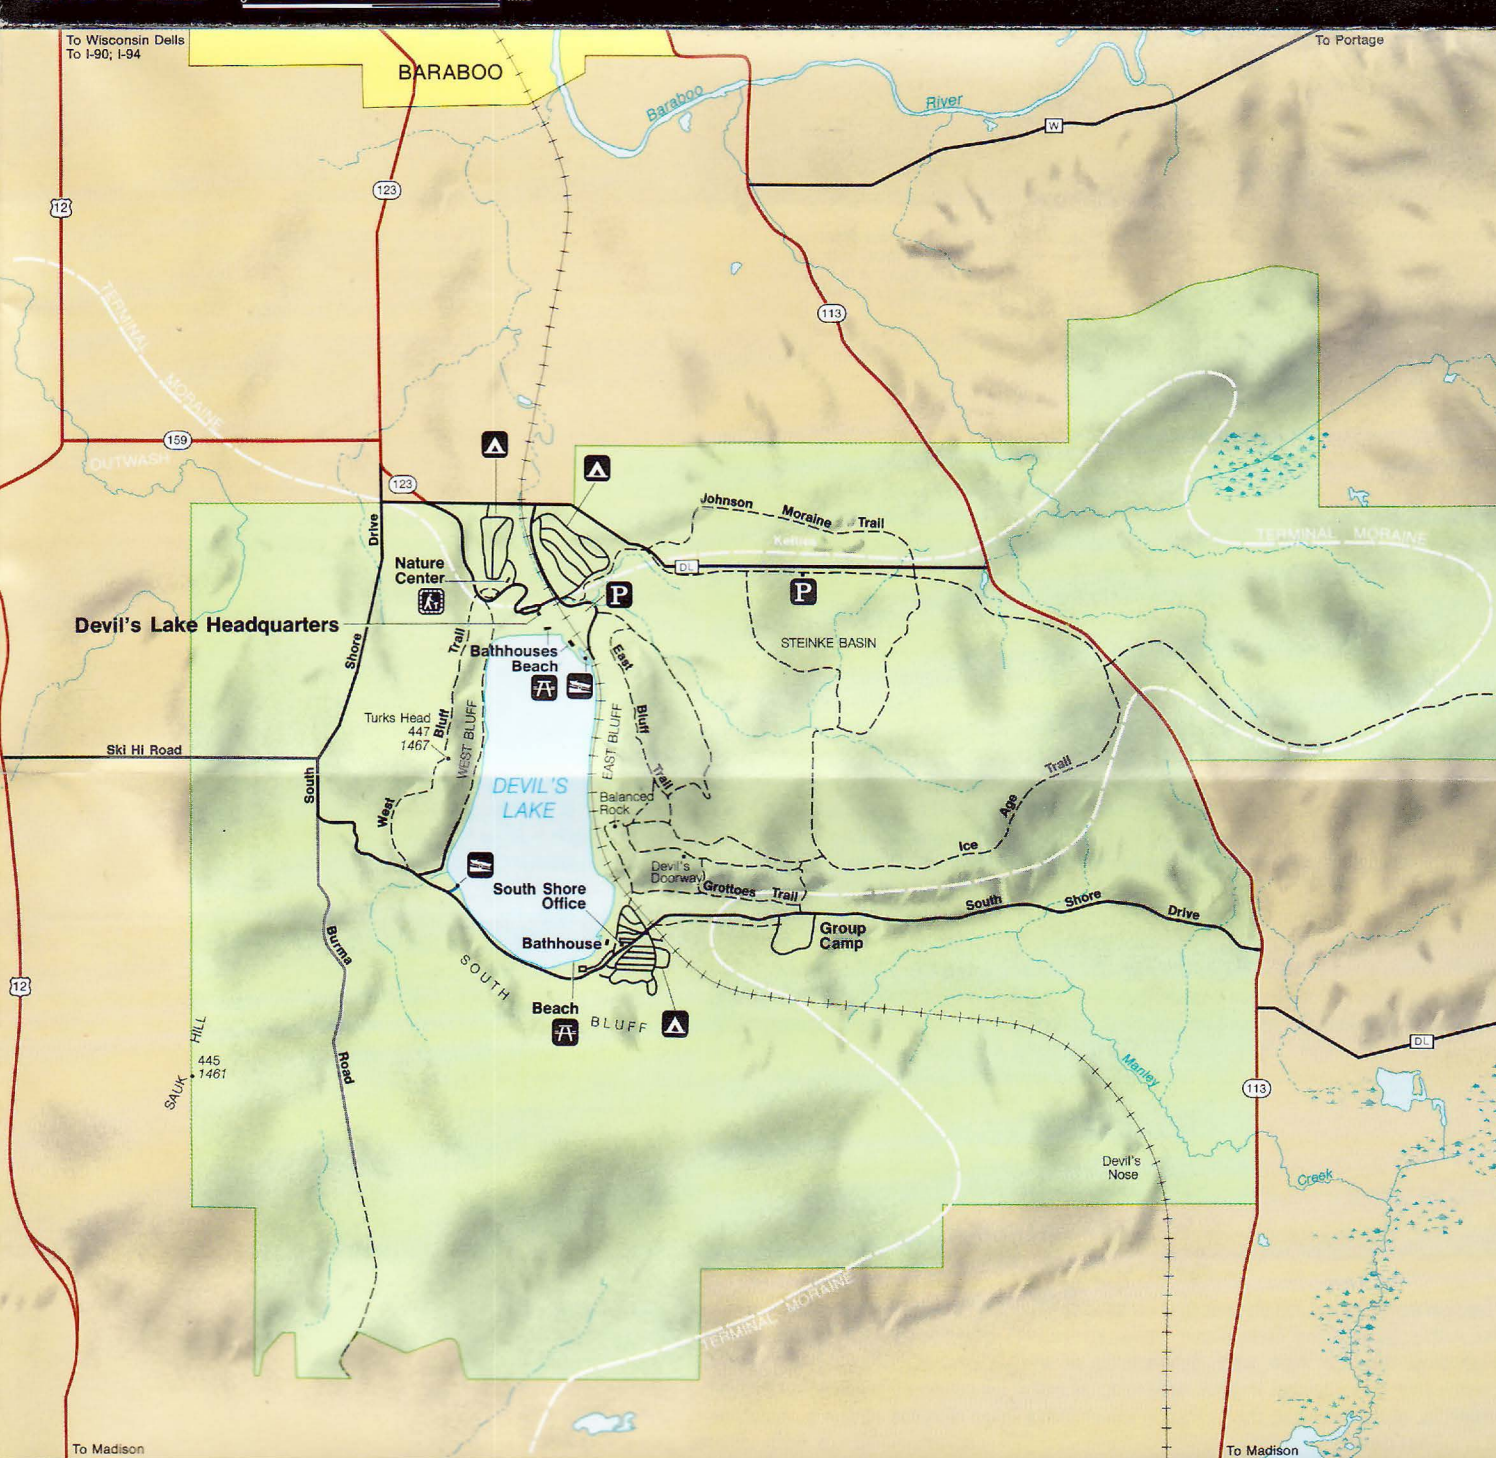 To Wisconsin Dells
To I-90; I-94
BARABOO
To Portage
Baraboo
River
W
123
12
113
TERMINAL
MORAINE
159
OUTWASH
123
Johnson Moraine Trail
Kettles
TERMINAL MORAINE
Drive
Nature
Center
DL
P
P
Devil's Lake Headquarters
Shore
Trail
STEINKE BASIN
Bathhouses
Beach
East
Bluff
Trail
Turks Head
447
1467
Bluff
WEST BLUFF
EAST BLUFF
Ski Hi Road
South
DEVIL'S
LAKE
Balanced
Rock
West
Trail
Age
Ice
Devil's
Doorway
Grottoes Trail
South Shore
Office
South Shore Drive
Group
Camp
Bathhouse
Burma
SOUTH
BLUFF
12
Beach
HILL
445
1461
SAUK
Road
DL
Manley
113
Devil's
Nose
Creek
TERMINAL MORAINE
To Madison
To Madison